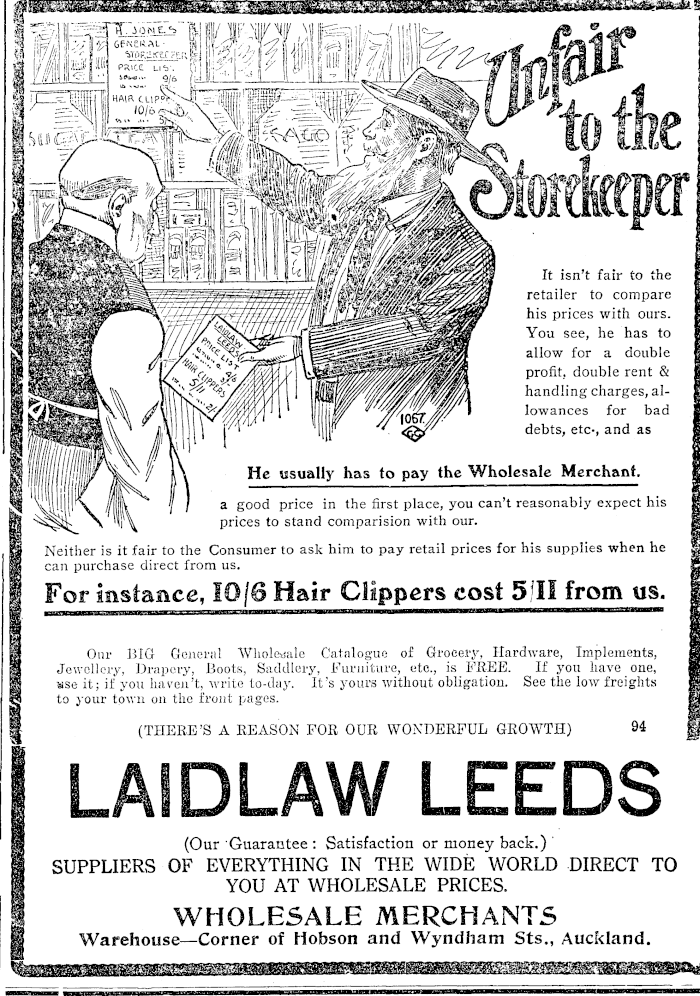 H. JONES
GENERAL
STOREKEEPER
PRICE LIST
9/6
HAIR CLIPP
10/6
SUGAR
TEA
SAGO
LAIDLAW
LEEDS
PRICE LIST
7/6
HAIR CLIPPERS
5/11
1057
Unfair
to the
Storekeeper
It isn't fair to the
retailer to compare
his prices with ours.
You see, he has to
allow for a double
profit, double rent &
handling charges, al-
lowances for bad
debts, etc., and as
He usually has to pay the Wholesale Merchant.
a good price in the first place, you can't reasonably expect his
prices to stand comparision with our.
Neither is it fair to the Consumer to ask him to pay retail prices for his supplies when he
can purchase direct from us.
For instance, 10/6 Hair Clippers cost 5/11 from us.
Our BIG General Wholesale Catalogue of Grocery, Hardware, Implements,
Jewellery, Drapery, Boots, Saddlery, Furniture, etc., is FREE. If you have one,
use it; if you haven't, write to-day. It's yours without obligation. See the low freights
to your town on the front pages.
(THERE'S A REASON FOR OUR WONDERFUL GROWTH) 94
LAIDLAW LEEDS
(Our Guarantee: Satisfaction or money back.)
SUPPLIERS OF EVERYTHING IN THE WIDE WORLD DIRECT TO
YOU AT WHOLESALE PRICES.
WHOLESALE MERCHANTS
Warehouse—Corner of Hobson and Wyndham Sts., Auckland.